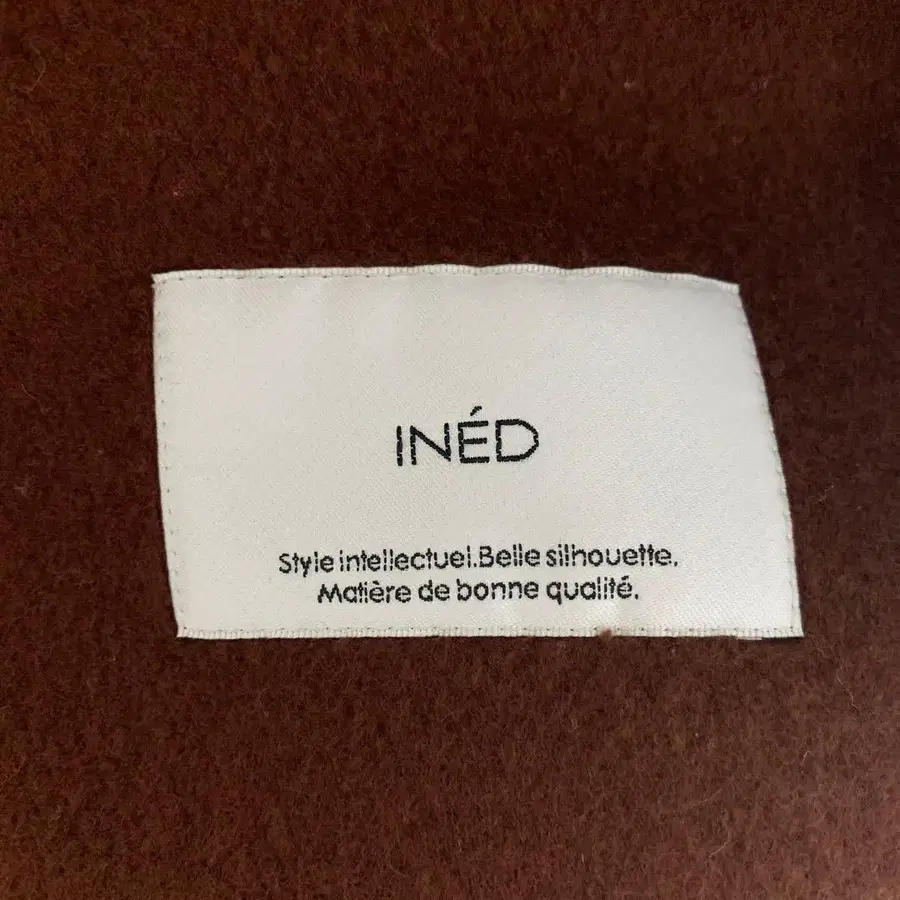 INÉD
Style intellectuel.Belle silhouette.
Matière de bonne qualité.